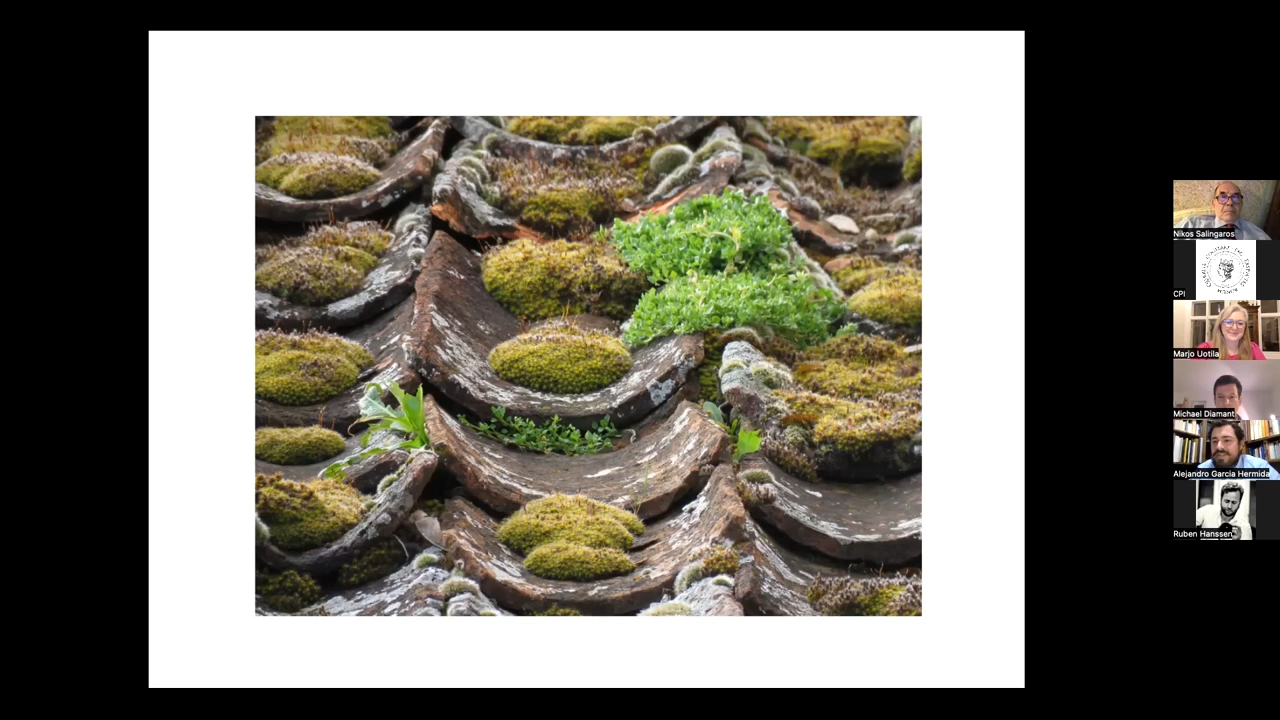 Nikos Salingaros
CPI
Marjo Uotila
Michael Diamant
Alejandro Garcia Hermida
Ruben Hanssen